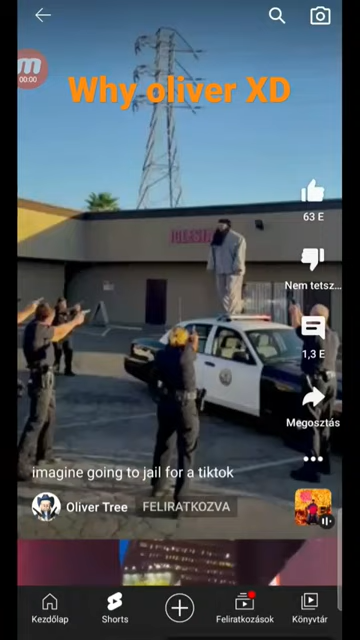 m
00:00
Why oliver XD
IGLESIA
63 E
Nem tetsz...
1,3 E
Megosztás
imagine going to jail for a tiktok
Oliver Tree FELIRATKOZVA
Kezdőlap Shorts Feliratkozások Könyvtár